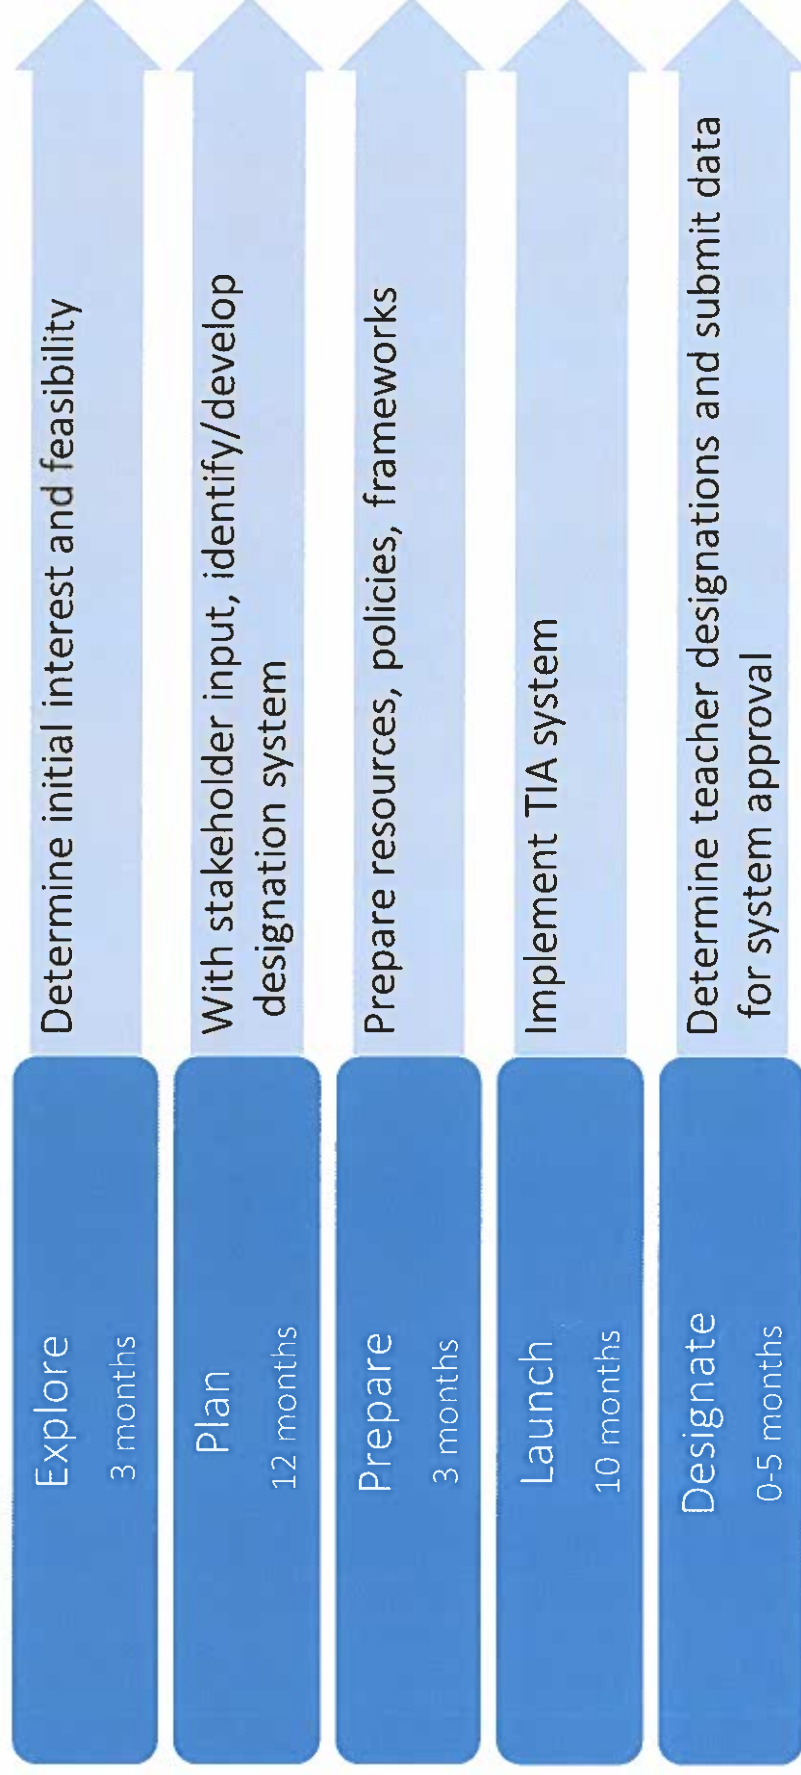 Explore
3 months
Determine initial interest and feasibility
Plan
12 months
With stakeholder input, identify/develop
designation system
Prepare
3 months
Prepare resources, policies, frameworks
Launch
10 months
Implement TIA system
Designate
0-5 months
Determine teacher designations and submit data
for system approval